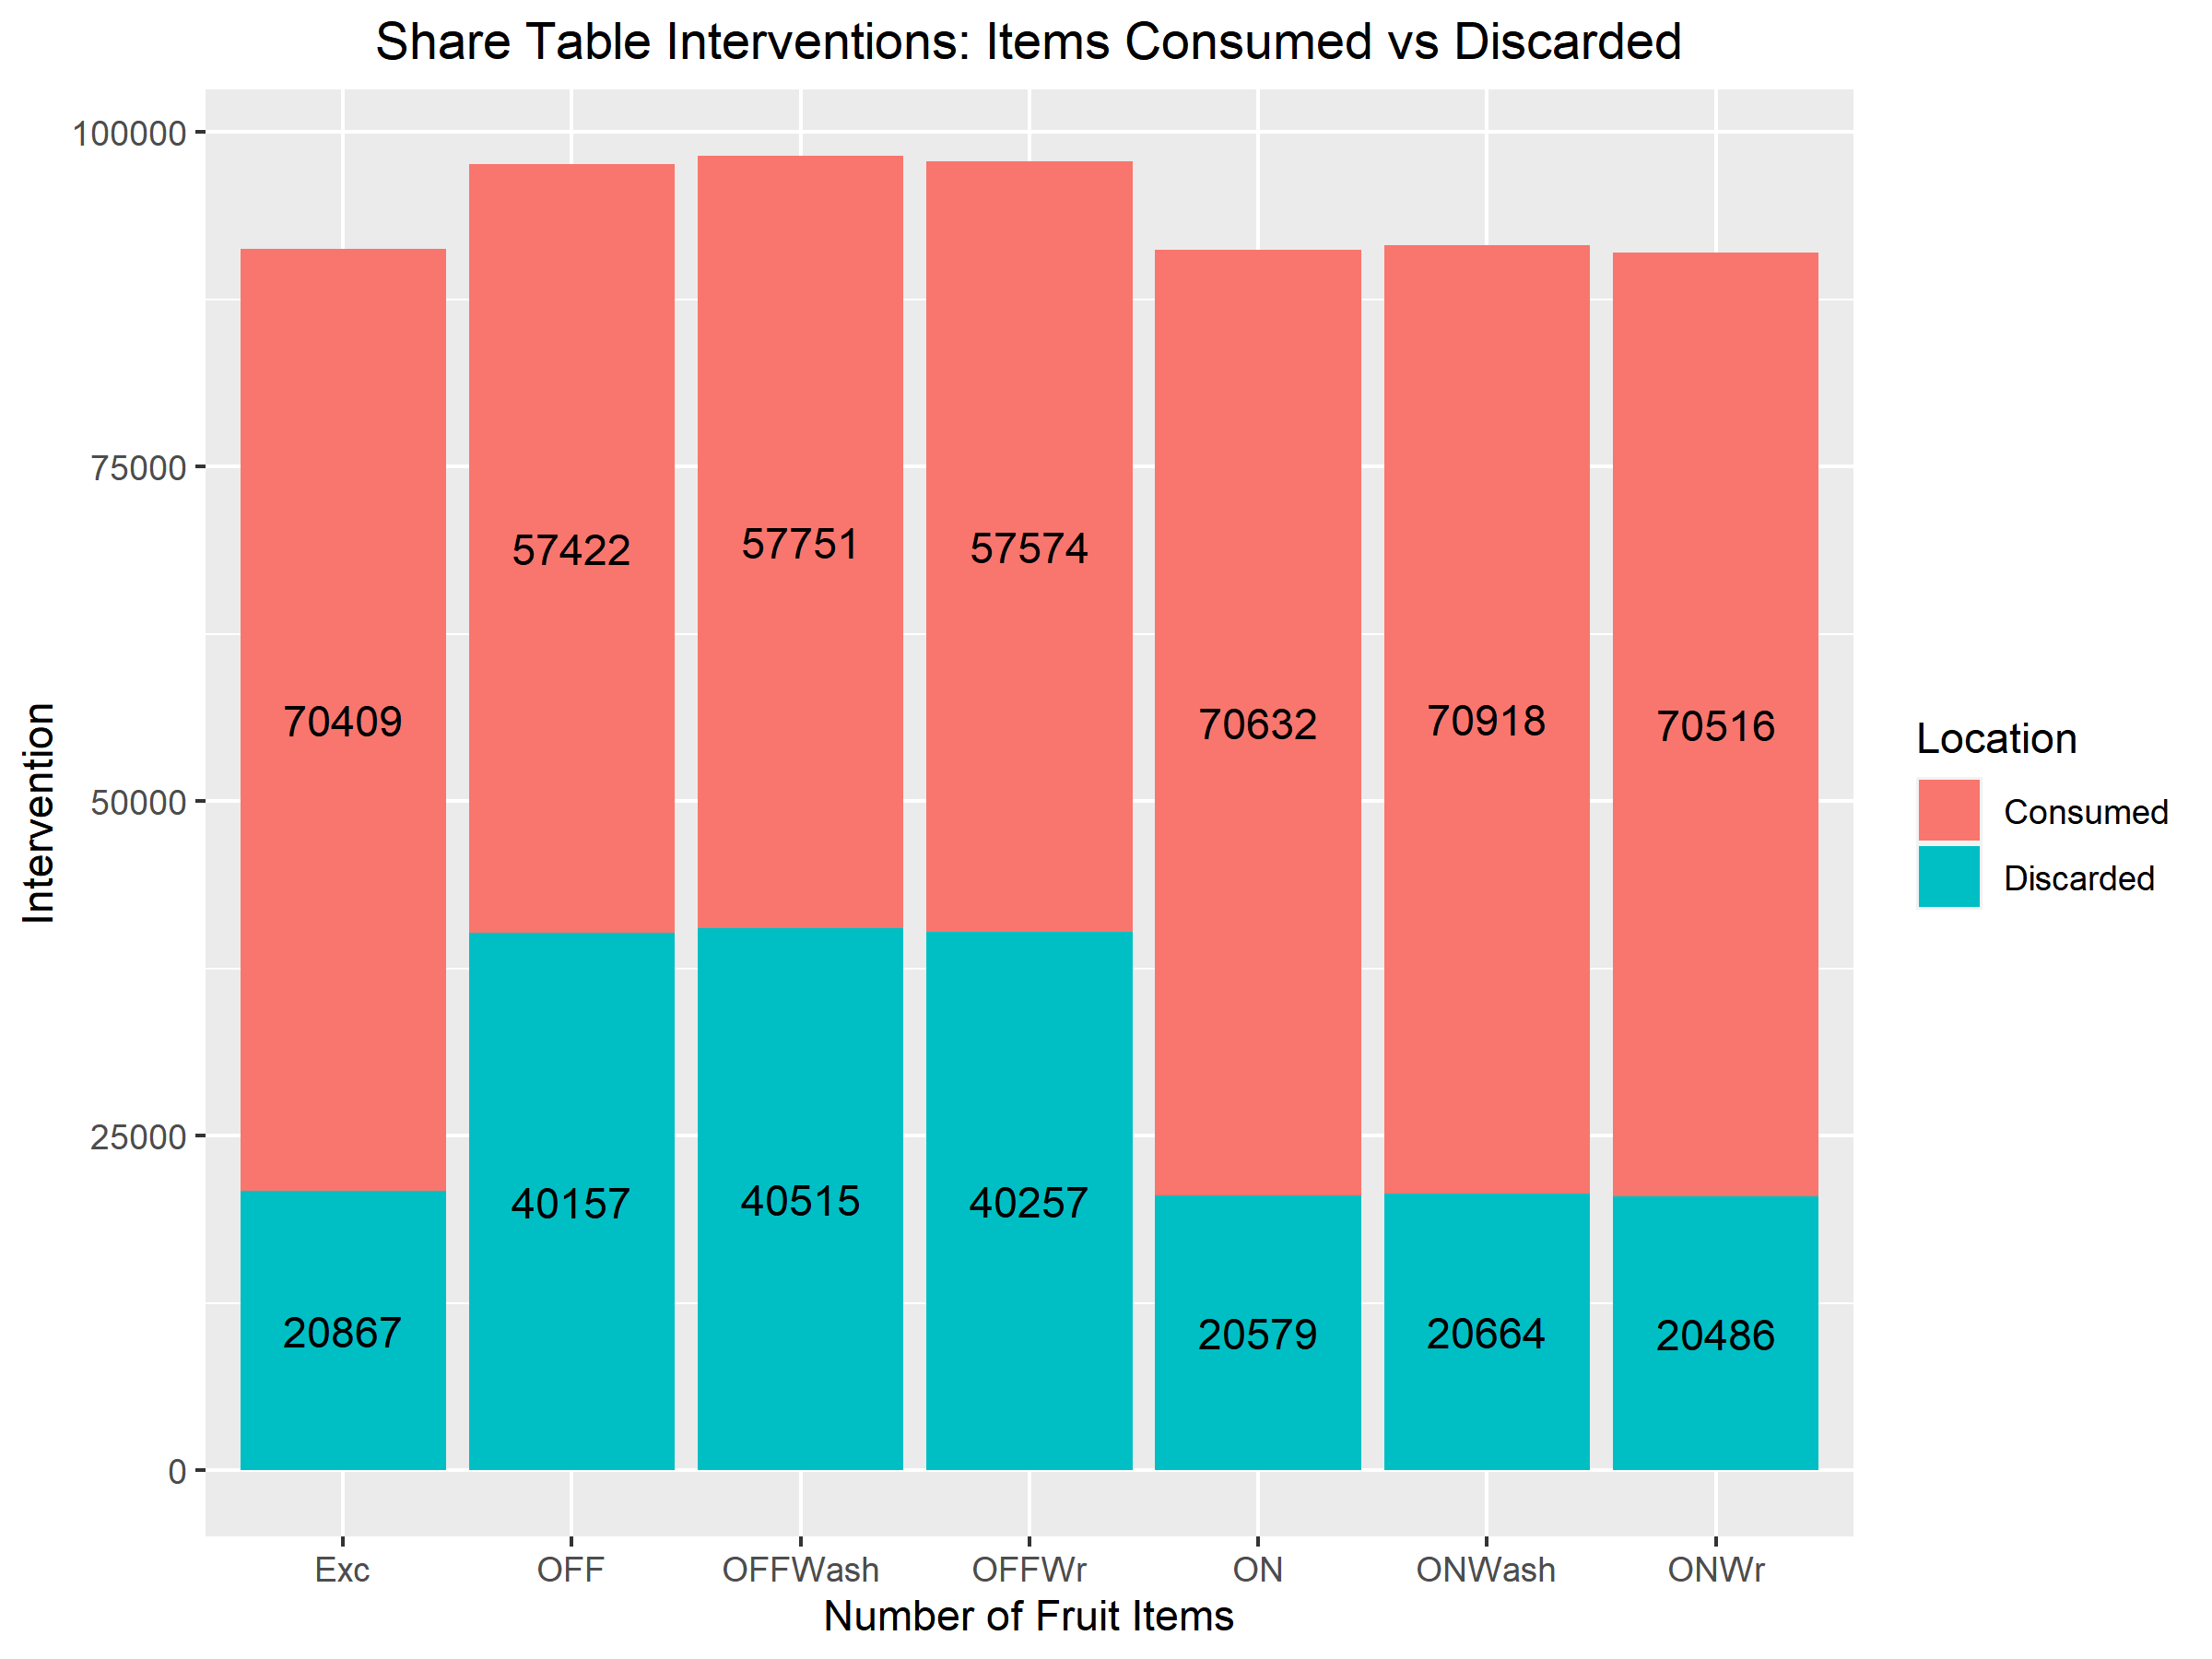 Share Table Interventions: Items Consumed vs Discarded
Intervention
100000
75000
50000
25000
0
57422
57751
57574
70409
70632
70918
70516
40157
40515
40257
20867
20579
20664
20486
Exc OFF OFFWash OFFWr ON ONWash ONWr
Number of Fruit Items
Location
Consumed
Discarded